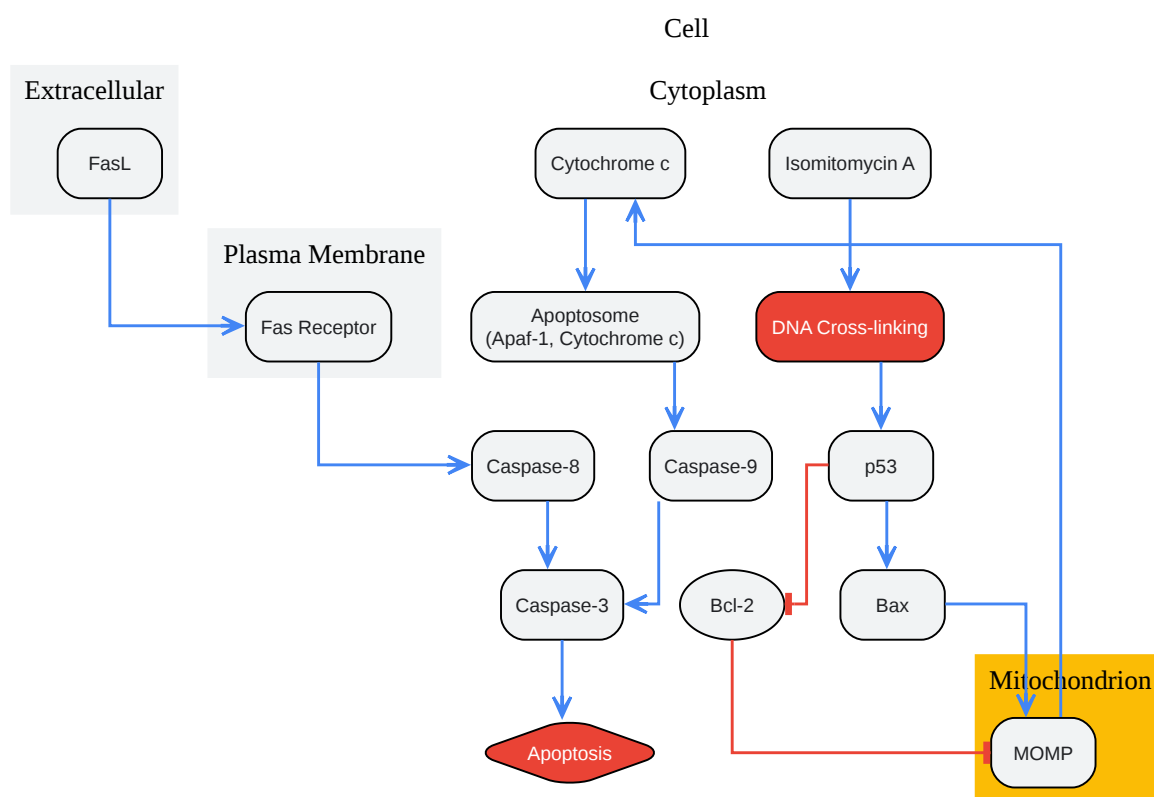 Cell
Extracellular
Cytoplasm
FasL
Cytochrome c
Isomitomycin A
Plasma Membrane
Fas Receptor
Apoptosome
(Apaf-1, Cytochrome c)
DNA Cross-linking
Caspase-8
Caspase-9
p53
Caspase-3
Bcl-2
Bax
Mitochondrion
Apoptosis
MOMP